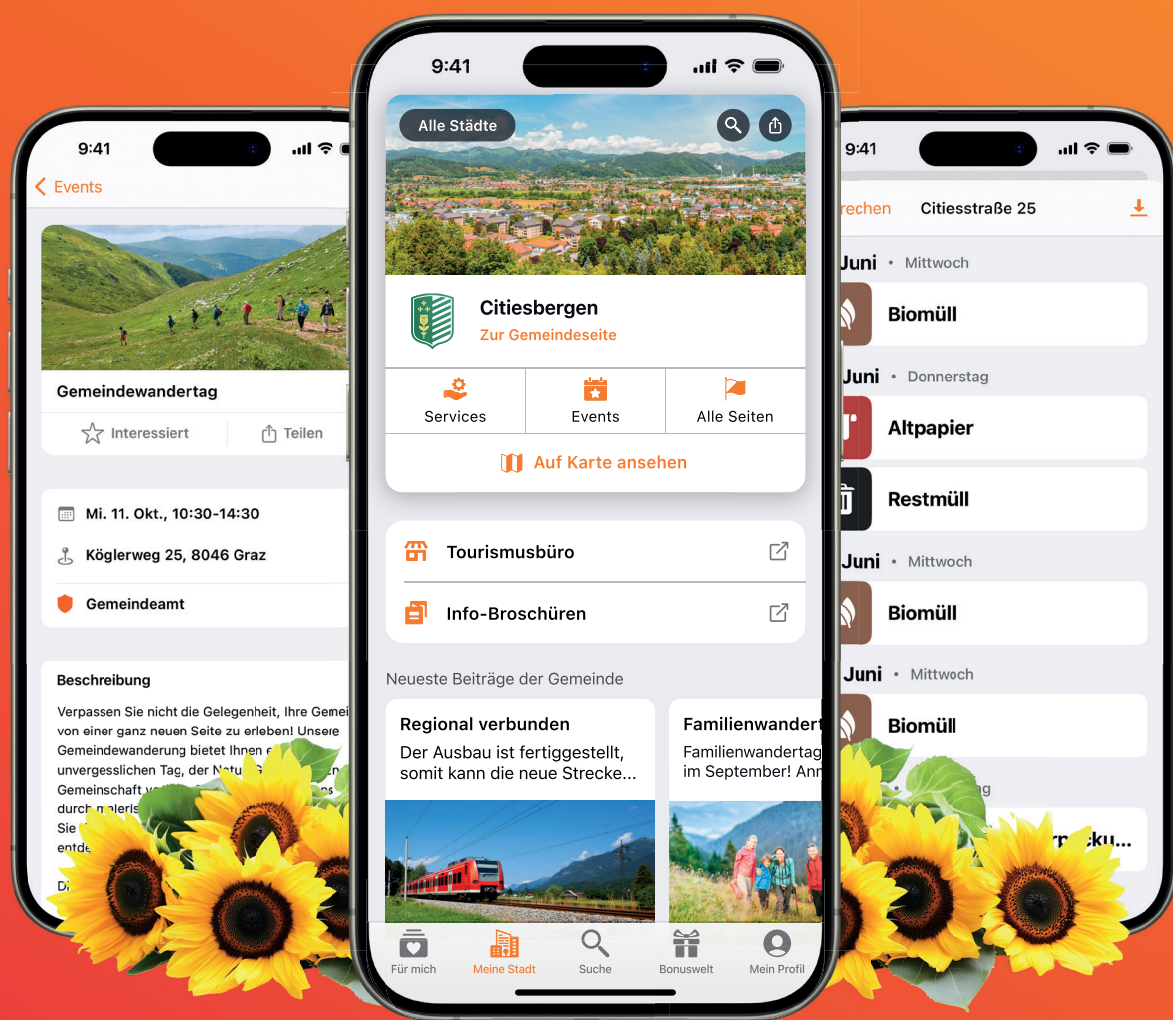 9:41
Events
Gemeindewandertag
Interessiert
Teilen
Mi. 11. Okt., 10:30-14:30
Köglerweg 25, 8046 Graz
Gemeindeamt
Beschreibung
Verpassen Sie nicht die Gelegenheit, Ihre Gemei
von einer ganz neuen Seite zu erleben! Unsere
Gemeindewanderung bietet Ihnen
unvergesslichen Tag, der
Gemeinschaft
durch
Sie
9:41
Alle Städte
Citiesbergen
Zur Gemeindeseite
Services
Events
Alle Seiten
Auf Karte ansehen
Tourismusbüro
Info-Broschüren
Neueste Beiträge der Gemeinde
Regional verbunden
Der Ausbau ist fertiggestellt,
somit kann die neue Strecke...
Familienwandert
Familienwandertag
im September! Anm
Für mich
Meine Stadt
Suche
Bonuswelt
Mein Profil
9:41
rechen
Citiesstraße 25
Juni • Mittwoch
Biomüll
Juni • Donnerstag
Altpapier
Restmüll
Juni • Mittwoch
Biomüll
Juni • Mittwoch
Biomüll